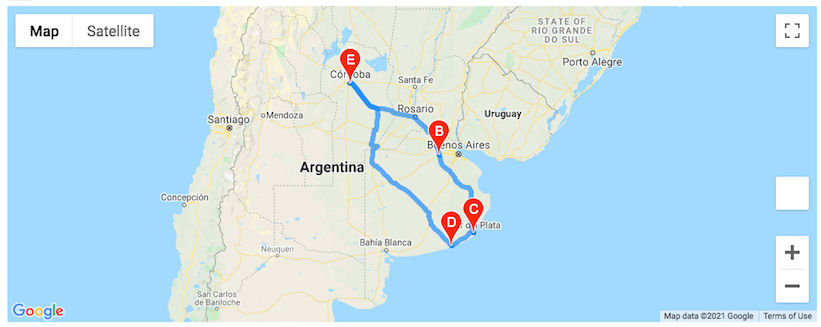 Map
Satellite
STATE OF
RIO GRANDE
DO SUL
E
Córdoba
Santa Fe
Porto Alegre
Mendoza
Rosario
Uruguay
Santiago
B
Buenos Aires
Argentina
Concepción
C
D
del Plata
Bahía Blanca
Neuquen
San Carlos
de Bariloche
+
−
Google
Map data ©2021 Google
Terms of Use